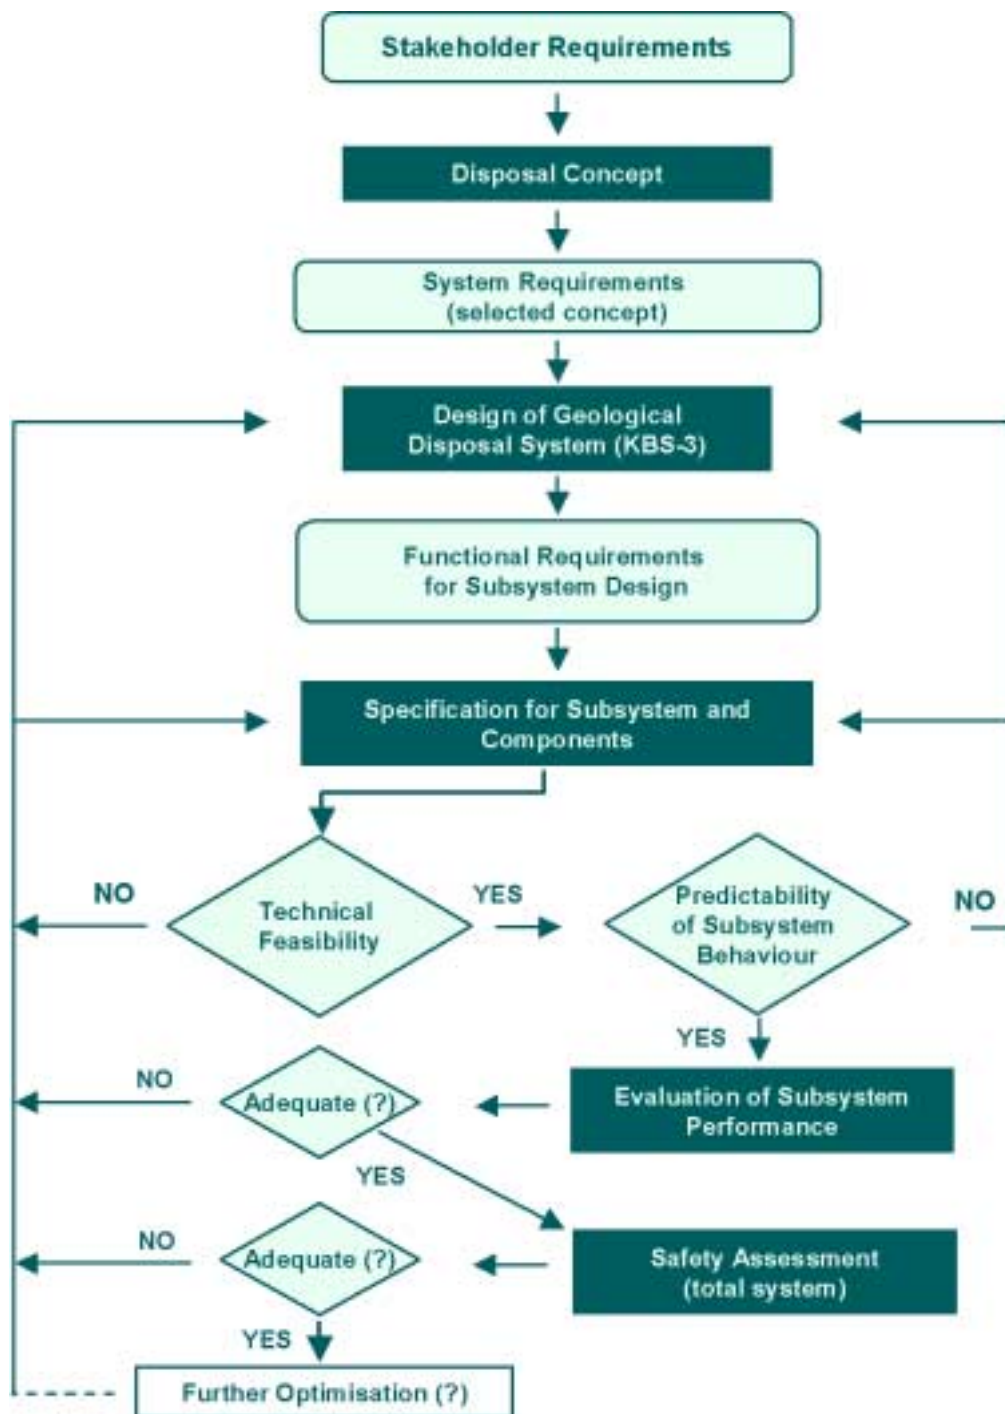 Stakeholder Requirements
Disposal Concept
System Requirements
(selected concept)
Design of Geological
Disposal System (KBS-3)
Functional Requirements
for Subsystem Design
Specification for Subsystem and
Components
NO
Technical
Feasibility
YES
Predictability
of Subsystem
Behaviour
NO
YES
NO
Adequate (?)
Evaluation of Subsystem
Performance
YES
NO
Adequate (?)
Safety Assessment
(total system)
YES
Further Optimisation (?)